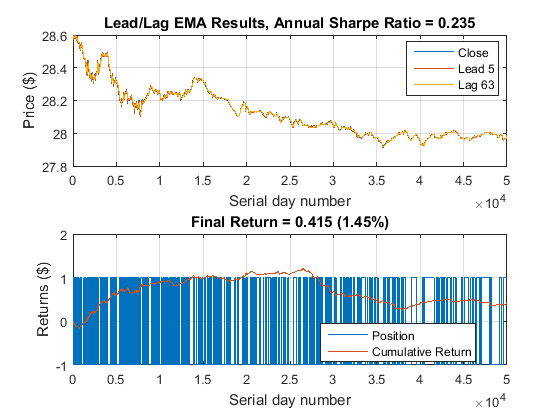 Lead/Lag EMA Results, Annual Sharpe Ratio = 0.235
28.6
28.4
28.2
28
27.8
Price ($)
Close
Lead 5
Lag 63
0 0.5 1 1.5 2 2.5 3 3.5 4 4.5 5
×10^4
Serial day number
Final Return = 0.415 (1.45%)
2
1
0
-1
Returns ($)
Position
Cumulative Return
0 0.5 1 1.5 2 2.5 3 3.5 4 4.5 5
×10^4
Serial day number